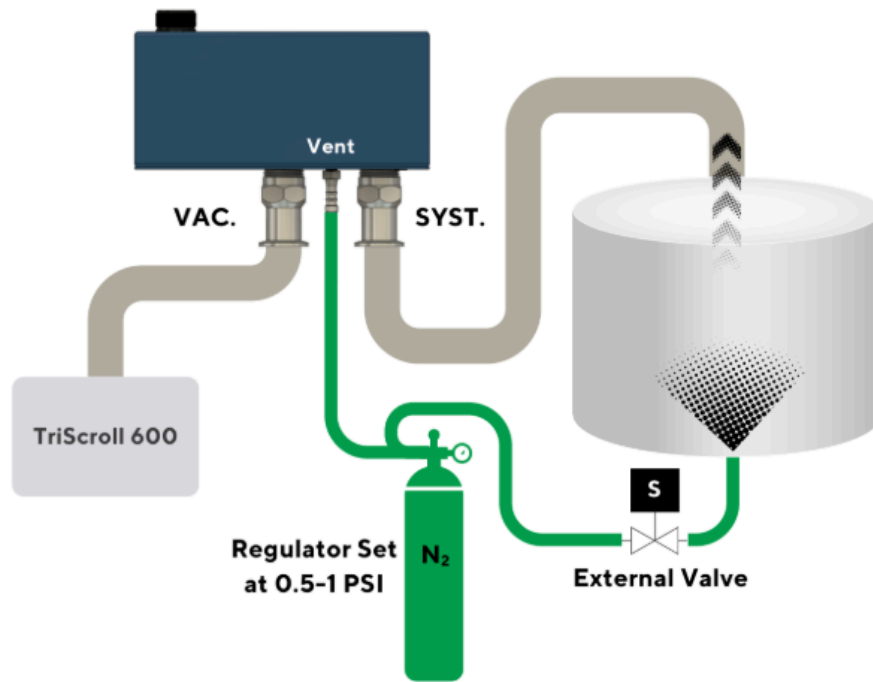 Vent
VAC.
SYST.
TriScroll 600
S
Regulator Set
at 0.5-1 PSI
N₂
External Valve